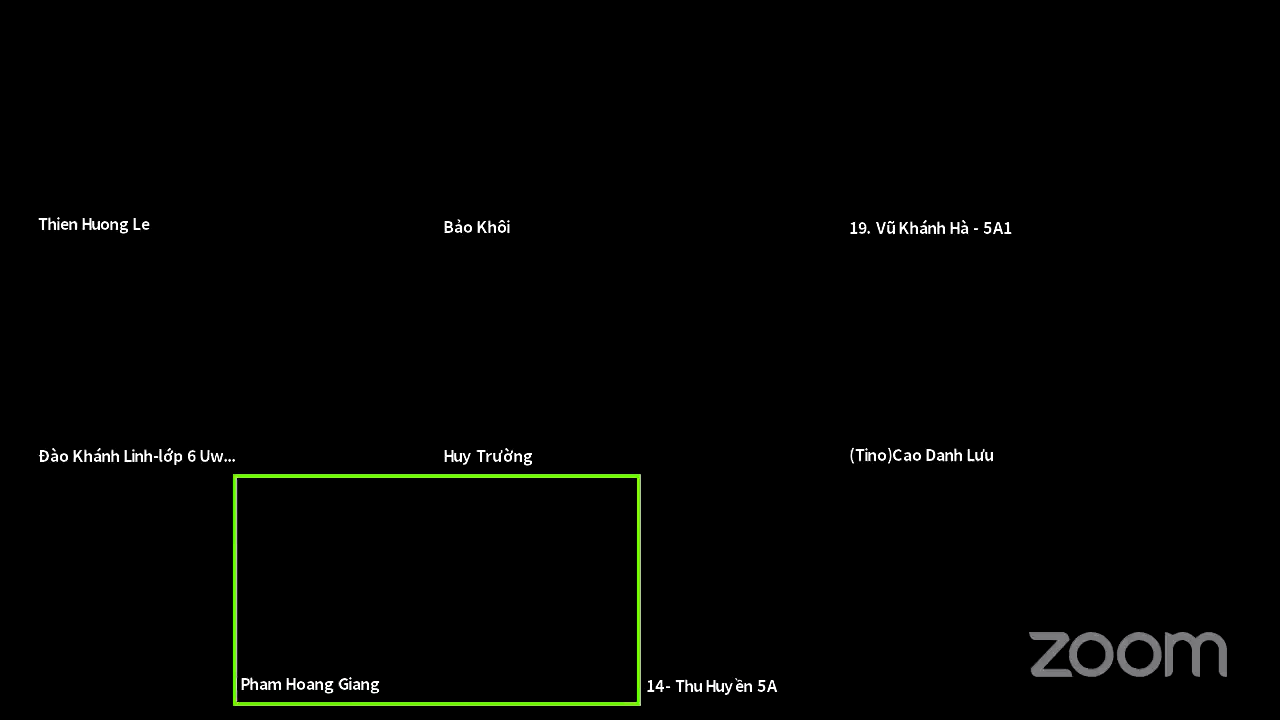 Thien Huong Le
Bảo Khôi
19. Vũ Khánh Hà - 5A1
Đào Khánh Linh-lớp 6 Uw...
Huy Trường
(Tino)Cao Danh Lưu
Pham Hoang Giang
14- Thu Huyền 5A
zoom